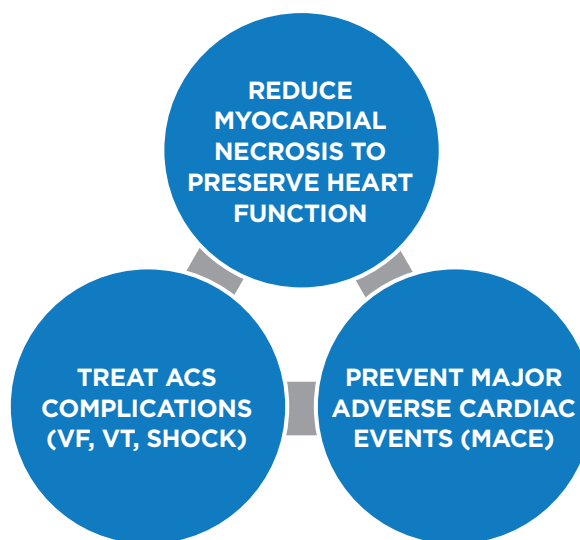 REDUCE
MYOCARDIAL
NECROSIS TO
PRESERVE HEART
FUNCTION
TREAT ACS
COMPLICATIONS
(VF, VT, SHOCK)
PREVENT MAJOR
ADVERSE CARDIAC
EVENTS (MACE)